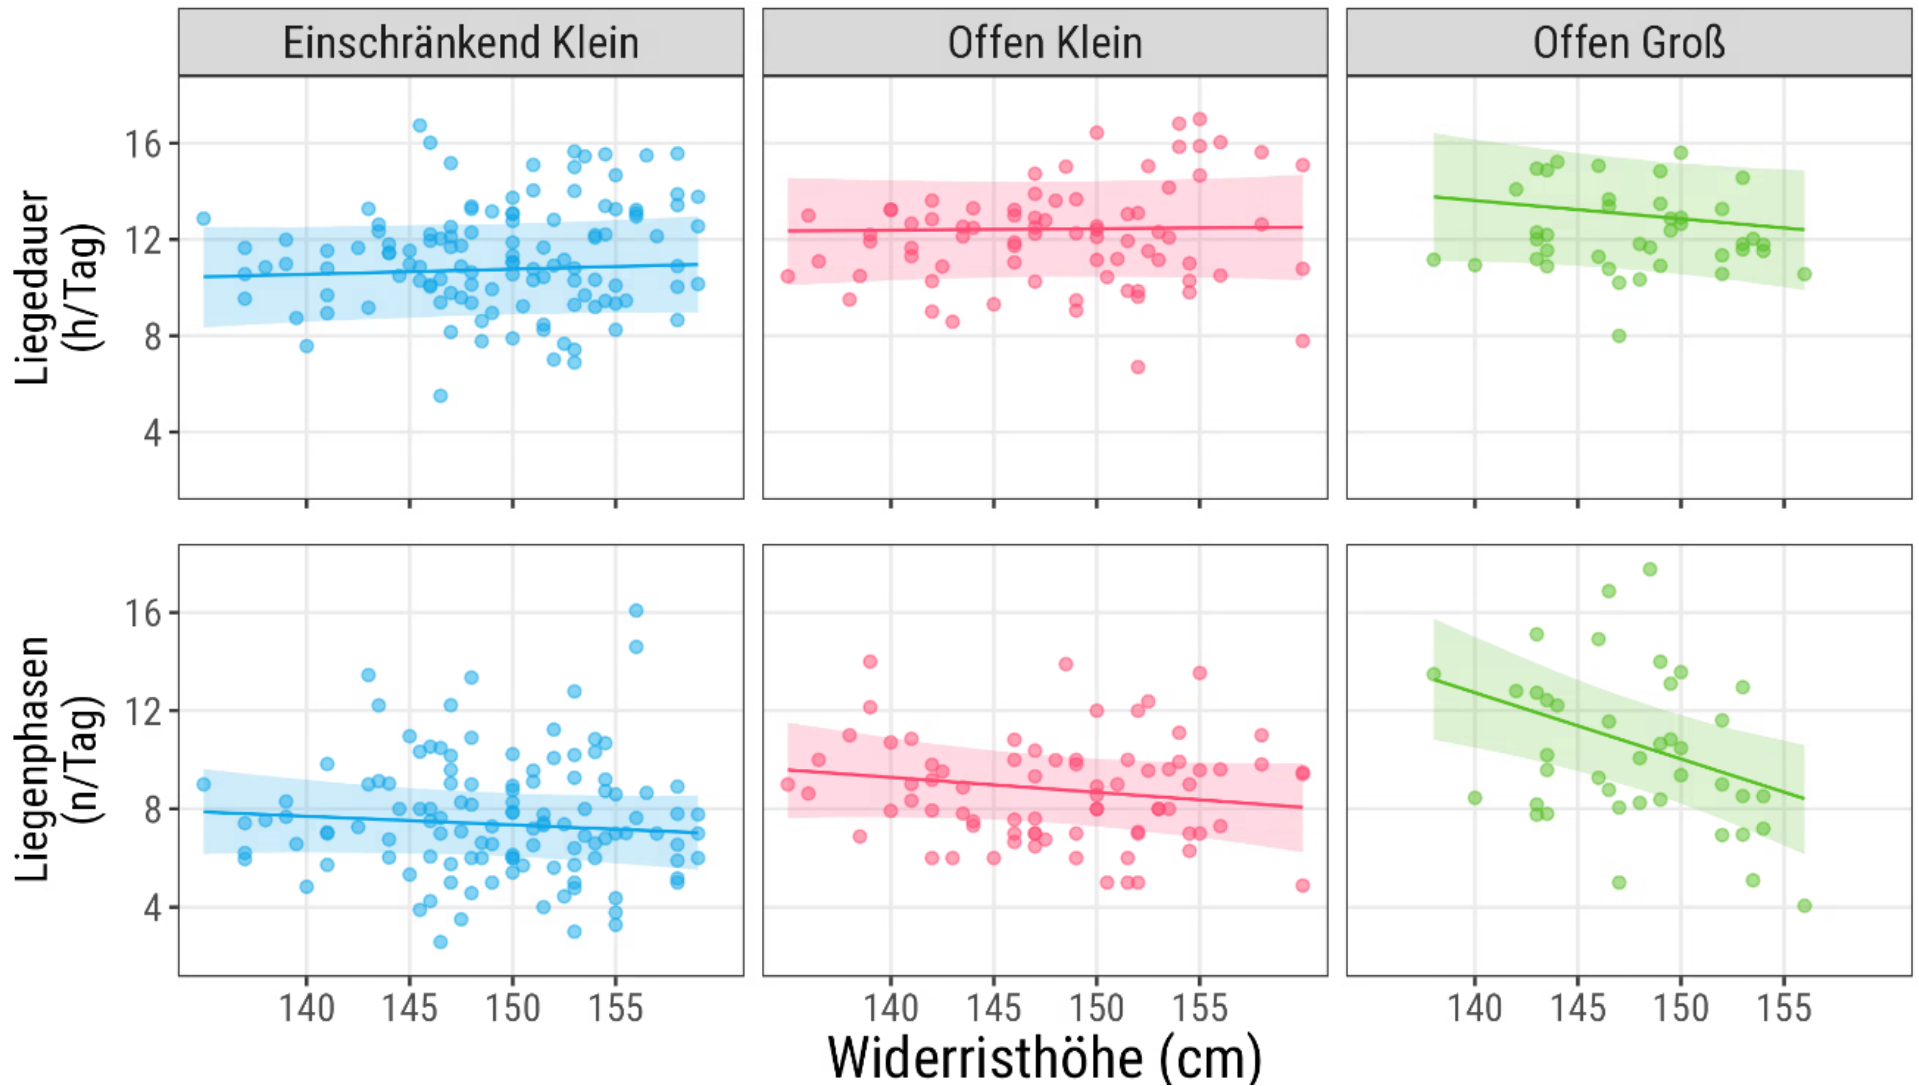 Einschränkend Klein
Offen Klein
Offen Groß
Liegedauer
(h/Tag)
16
12
8
4
Liegenphasen
(n/Tag)
16
12
8
4
140 145 150 155
140 145 150 155
140 145 150 155
Widerristhöhe (cm)